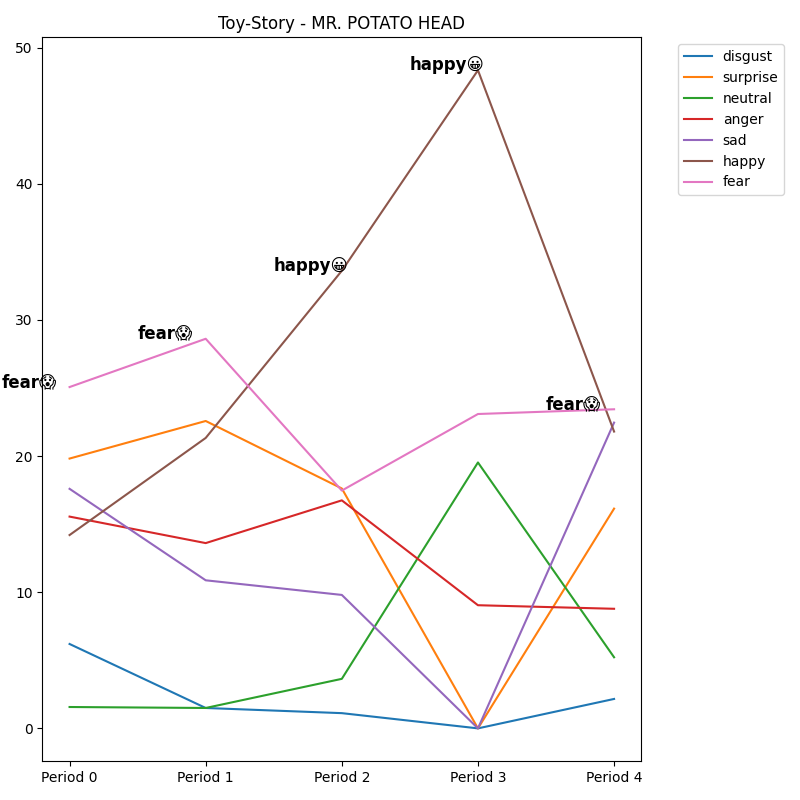 Toy-Story - MR. POTATO HEAD
50
40
30
20
10
0
happy😀
happy😀
fear😱
fear😱
fear😱
Period 0
Period 1
Period 2
Period 3
Period 4
disgust
surprise
neutral
anger
sad
happy
fear